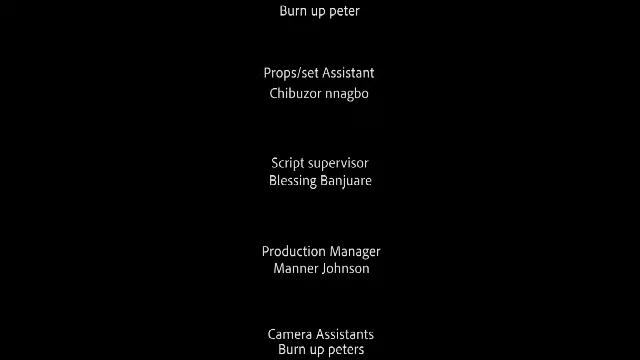 Burn up peter
Props/set Assistant
Chibuzor nnagbo
Script supervisor
Blessing Banjuare
Production Manager
Manner Johnson
Camera Assistants
Burn up peters